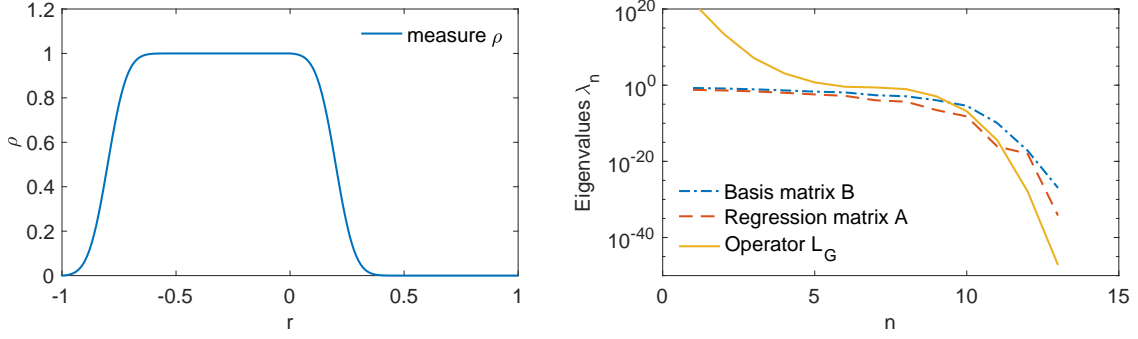 1.2
1
0.8
0.6
0.4
0.2
0
-1
-0.5
0
0.5
1
ρ
r
measure ρ
10^20
10^0
10^-20
10^-40
0
5
10
15
Eigenvalues λ_n
n
Basis matrix B
Regression matrix A
Operator L_G